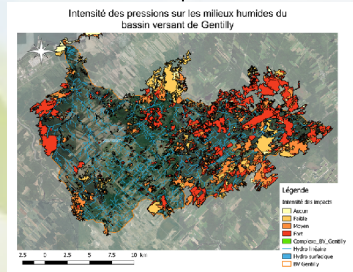 Intensité des pressions sur les milieux humides du
bassin versant de Gentilly
Légende
Intensité des impacts
Aucun
Faible
Moyen
Fort
Complexe_BV_Gentilly
Hydro linéaire
Hydro surfacique
BV Gentilly
2.5 0 2.5 5 7.5 10 km